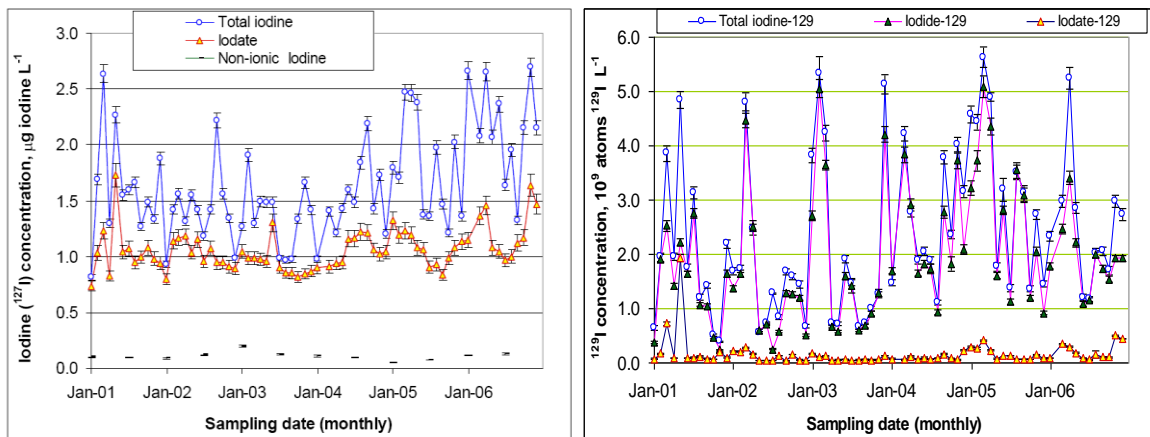 Total iodine
Iodate
Non-ionic Iodine
Iodine (127I) concentration, µg iodine L-1
3.0
2.5
2.0
1.5
1.0
0.5
0.0
Jan-01 Jan-02 Jan-03 Jan-04 Jan-05 Jan-06
Sampling date (monthly)
Total iodine-129 Iodide-129 Iodate-129
129I concentration, 10^9 atoms 129I L-1
6.0
5.0
4.0
3.0
2.0
1.0
0.0
Jan-01 Jan-02 Jan-03 Jan-04 Jan-05 Jan-06
Sampling date (monthly)